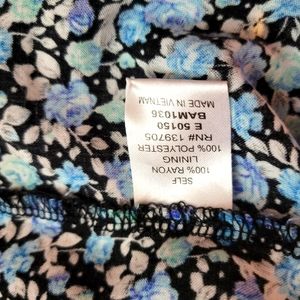 SELF
100% RAYON
LINING
100% POLYESTER
RN# 139705
E 50150
BAM1036
MADE IN VIETNAM